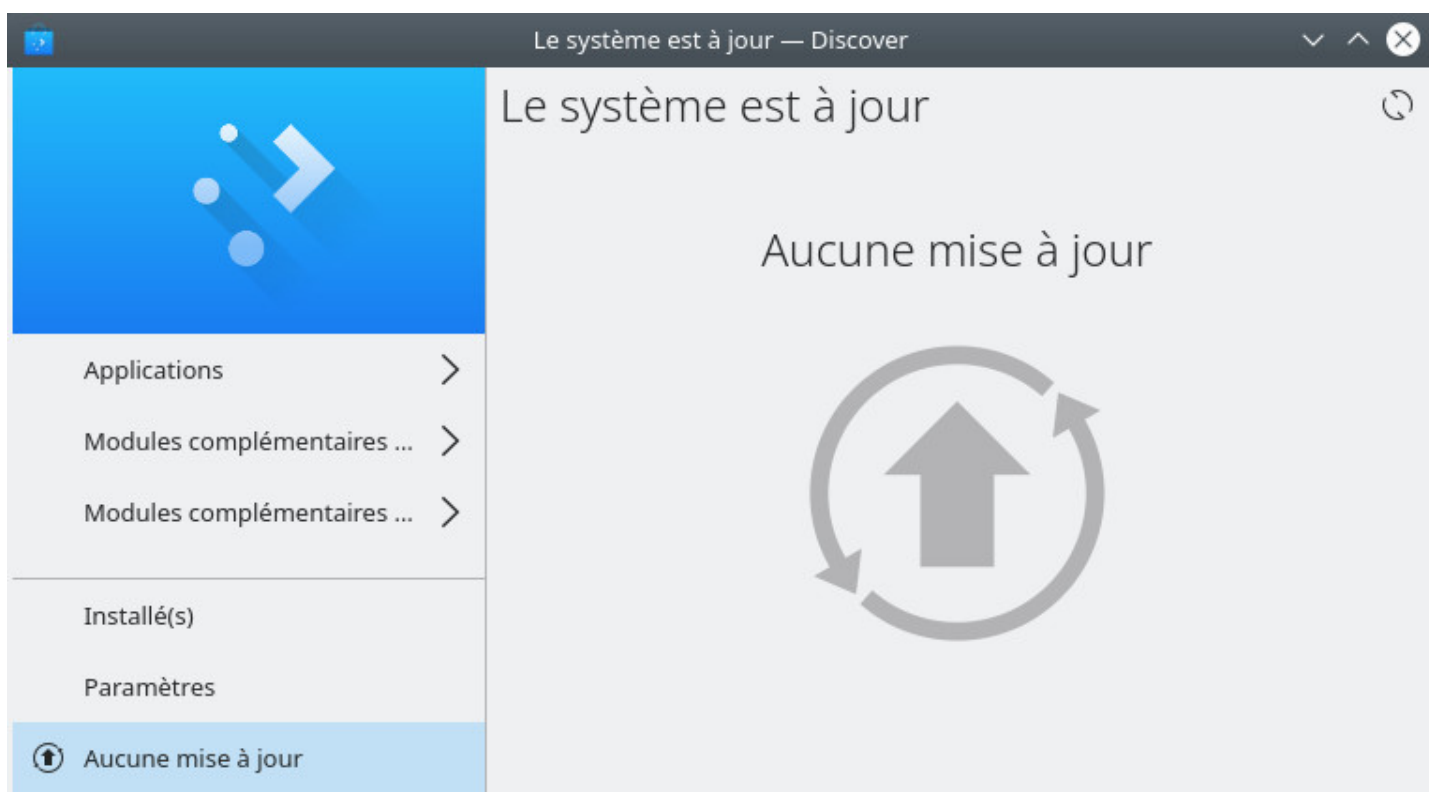 Le système est à jour — Discover
Le système est à jour
Aucune mise à jour
Applications
Modules complémentaires ...
Modules complémentaires ...
Installé(s)
Paramètres
Aucune mise à jour